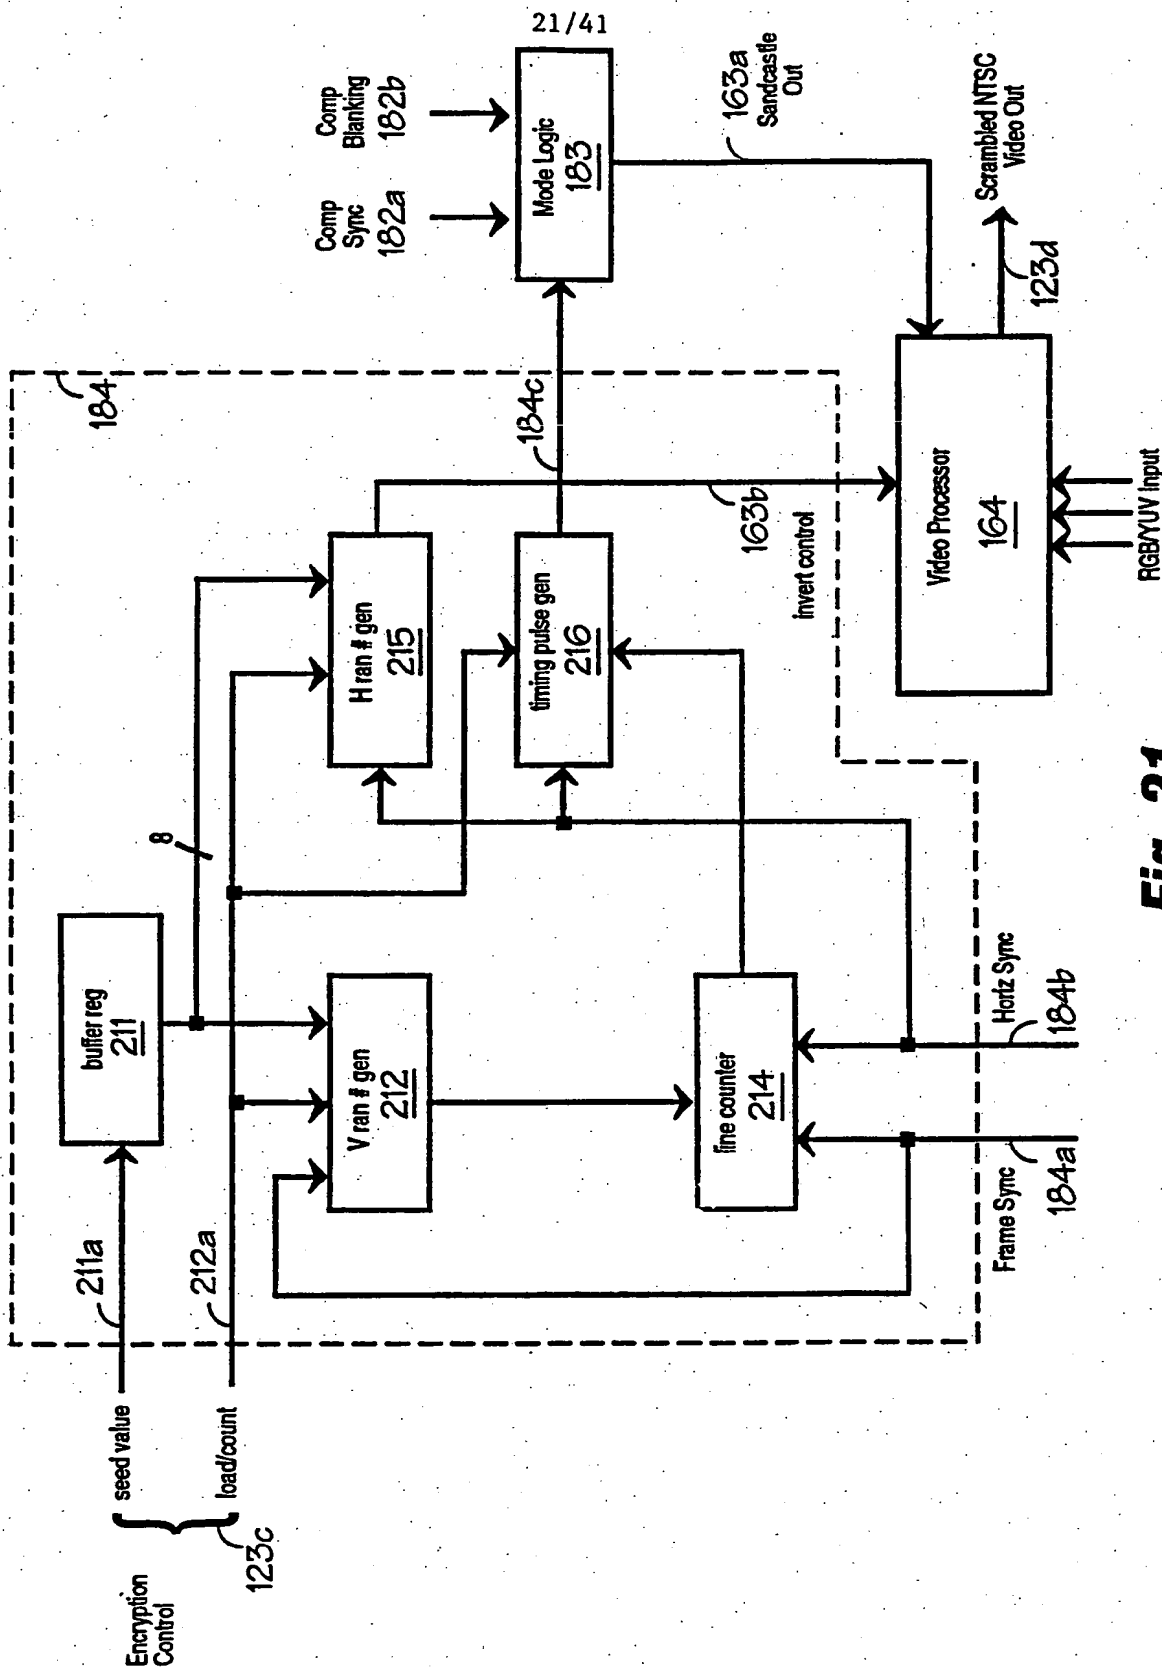 21/41
Encryption
Control
123c
seed value
load/count
211a
212a
buffer reg
211
8
184
V ran # gen
212
H ran # gen
215
timing pulse gen
216
line counter
214
Frame Sync
184a
Horiz Sync
184b
184c
163b
invert control
Comp
Sync
182a
Comp
Blanking
182b
Mode Logic
183
163a
Sandcastle
Out
Video Processor
164
RGB/YUV Input
123d
Scrambled NTSC
Video Out
Fig. 21